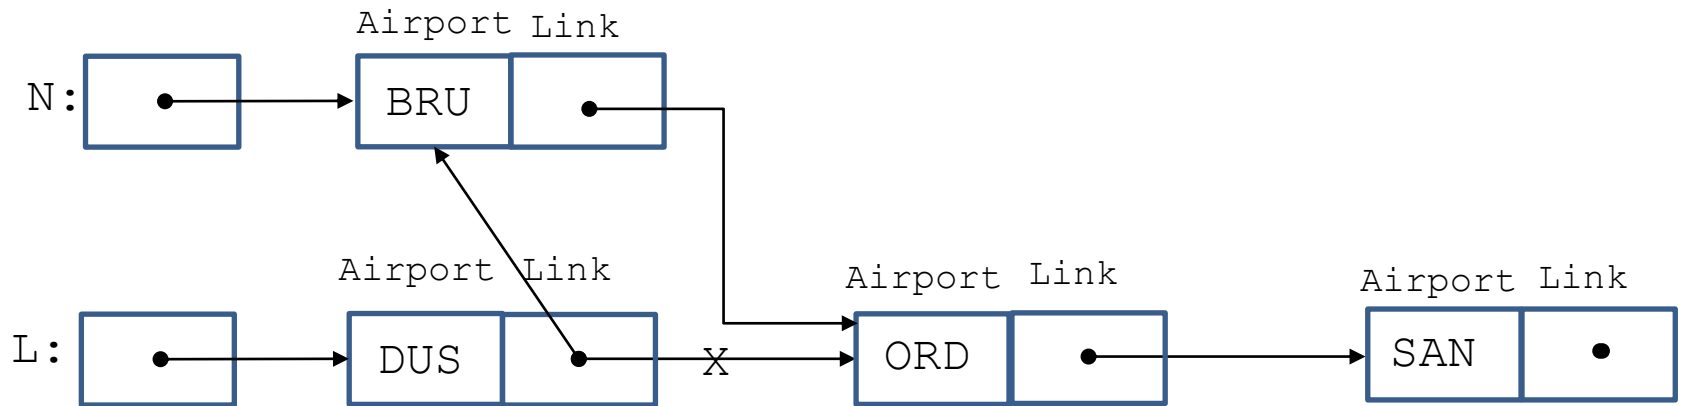 Airport Link
N: BRU
Airport Link Airport Link Airport Link
L: DUS X ORD SAN